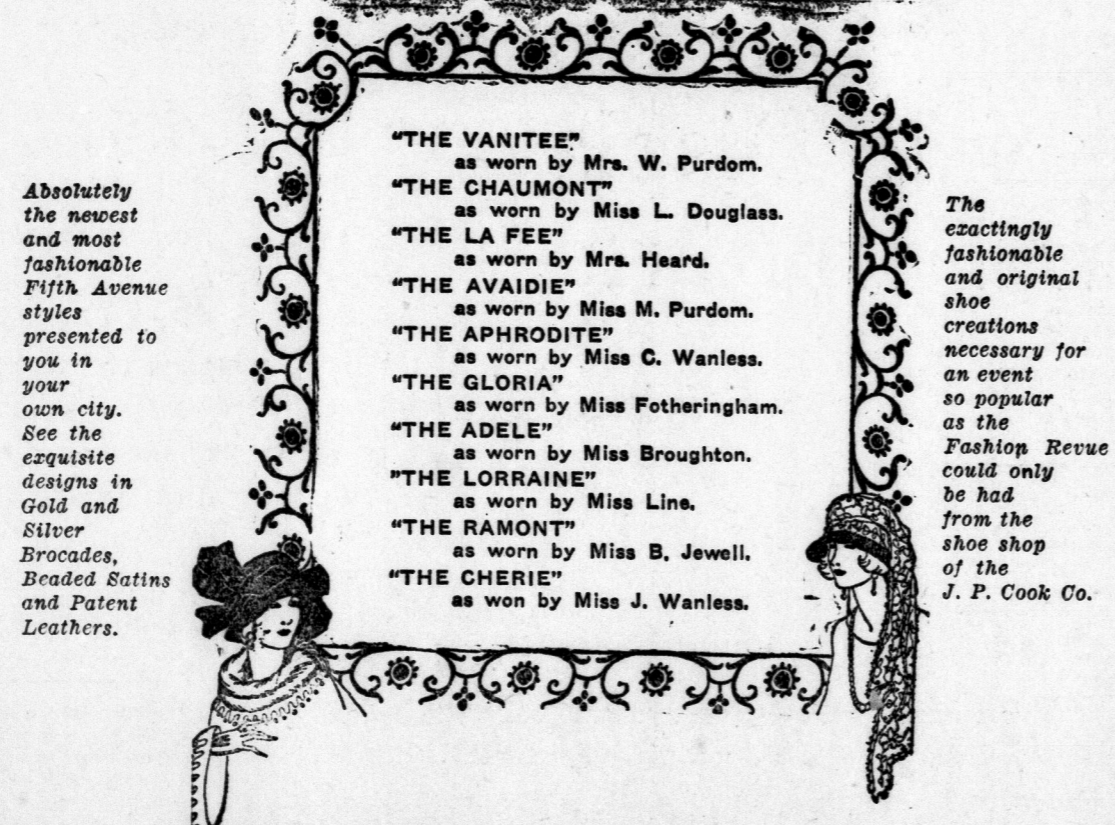 Absolutely
the newest
and most
fashionable
Fifth Avenue
styles
presented to
you in
your
own city.
See the
exquisite
designs in
Gold and
Silver
Brocades,
Beaded Satins
and Patent
Leathers.
"THE VANITEE"
as worn by Mrs. W. Purdom.
"THE CHAUMONT"
as worn by Miss L. Douglass.
"THE LA FEE"
as worn by Mrs. Heard.
"THE AVAIDIE"
as worn by Miss M. Purdom.
"THE APHRODITE"
as worn by Miss C. Wanless.
"THE GLORIA"
as worn by Miss Fotheringham.
"THE ADELE"
as worn by Miss Broughton.
"THE LORRAINE"
as worn by Miss Line.
"THE RAMONT"
as worn by Miss B. Jewell.
"THE CHERIE"
as won by Miss J. Wanless.
The
exactingly
fashionable
and original
shoe
creations
necessary for
an event
so popular
as the
Fashion Revue
could only
be had
from the
shoe shop
of the
J. P. Cook Co.